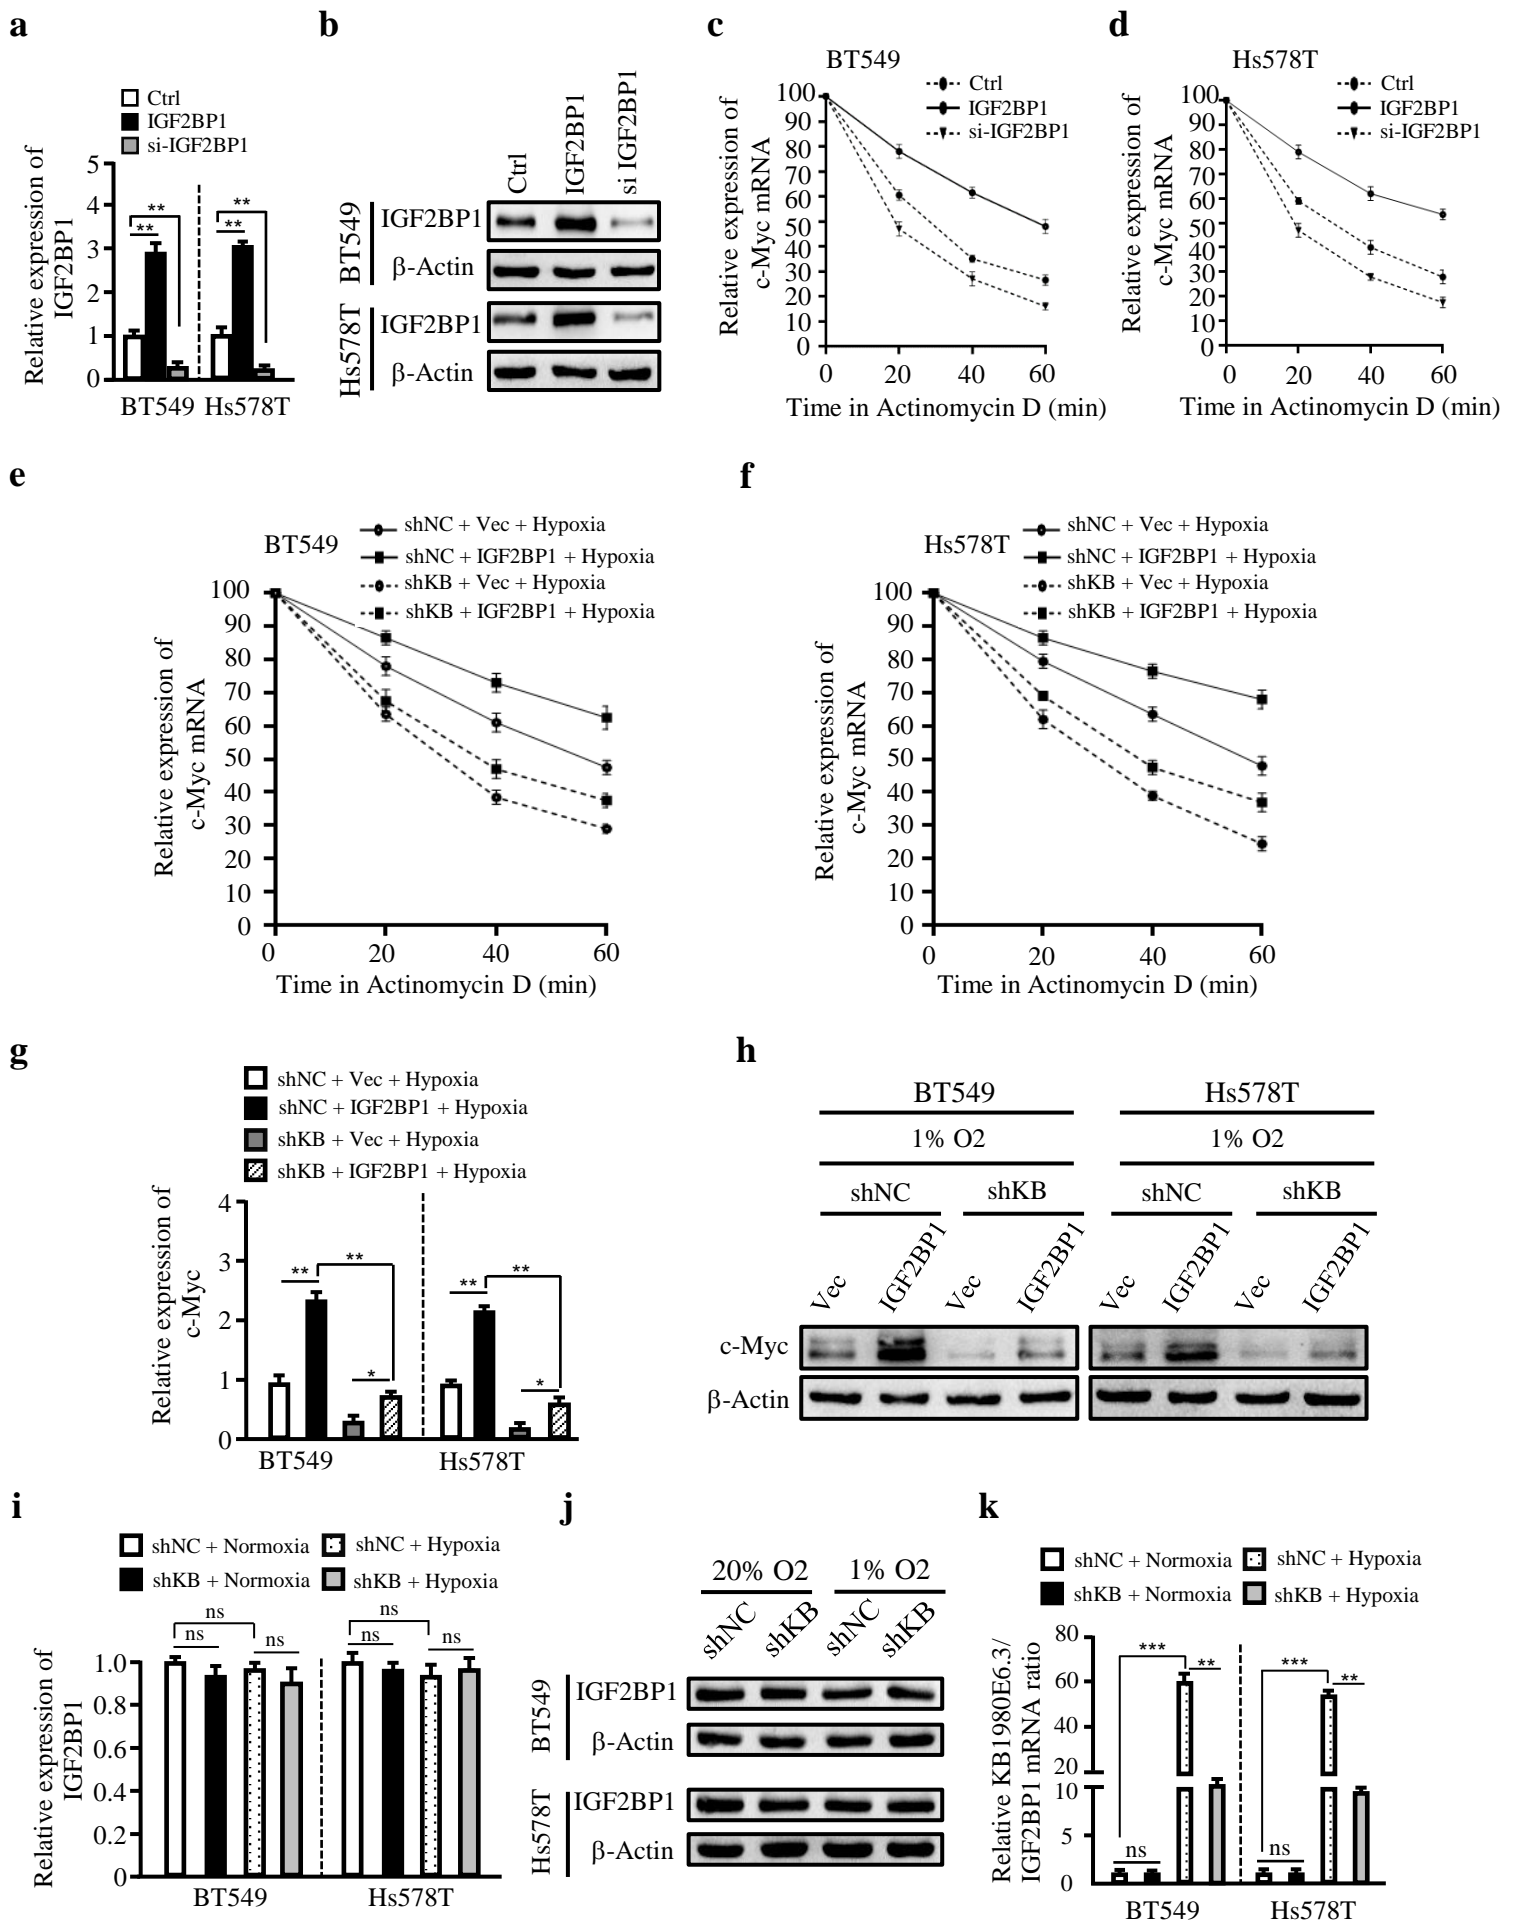 a
Ctrl
IGF2BP1
si-IGF2BP1
Relative expression of
IGF2BP1
5
4
3
2
1
0
**
**
**
**
BT549 Hs578T
b
Ctrl
IGF2BP1
si IGF2BP1
BT549
IGF2BP1
β-Actin
Hs578T
IGF2BP1
β-Actin
c
BT549
Ctrl
IGF2BP1
si-IGF2BP1
Relative expression of
c-Myc mRNA
100
90
80
70
60
50
40
30
20
10
0
0 20 40 60
Time in Actinomycin D (min)
d
Hs578T
Ctrl
IGF2BP1
si-IGF2BP1
Relative expression of
c-Myc mRNA
100
90
80
70
60
50
40
30
20
10
0
0 20 40 60
Time in Actinomycin D (min)
e
BT549
shNC + Vec + Hypoxia
shNC + IGF2BP1 + Hypoxia
shKB + Vec + Hypoxia
shKB + IGF2BP1 + Hypoxia
Relative expression of
c-Myc mRNA
100
90
80
70
60
50
40
30
20
10
0
0 20 40 60
Time in Actinomycin D (min)
f
Hs578T
shNC + Vec + Hypoxia
shNC + IGF2BP1 + Hypoxia
shKB + Vec + Hypoxia
shKB + IGF2BP1 + Hypoxia
Relative expression of
c-Myc mRNA
100
90
80
70
60
50
40
30
20
10
0
0 20 40 60
Time in Actinomycin D (min)
g
shNC + Vec + Hypoxia
shNC + IGF2BP1 + Hypoxia
shKB + Vec + Hypoxia
shKB + IGF2BP1 + Hypoxia
Relative expression of
c-Myc
4
3
2
1
0
**
**
*
**
**
*
BT549 Hs578T
h
BT549 Hs578T
1% O2 1% O2
shNC shKB shNC shKB
Vec IGF2BP1 Vec IGF2BP1 Vec IGF2BP1 Vec IGF2BP1
c-Myc
β-Actin
i
shNC + Normoxia shNC + Hypoxia
shKB + Normoxia shKB + Hypoxia
Relative expression of
IGF2BP1
1.0
0.8
0.6
0.4
0.2
0
ns
ns
ns
ns
ns
ns
BT549 Hs578T
j
20% O2 1% O2
shNC shKB shNC shKB
BT549
IGF2BP1
β-Actin
Hs578T
IGF2BP1
β-Actin
k
shNC + Normoxia shNC + Hypoxia
shKB + Normoxia shKB + Hypoxia
Relative KB1980E6.3/
IGF2BP1 mRNA ratio
80
60
40
20
10
5
0
***
**
ns
***
**
ns
BT549 Hs578T